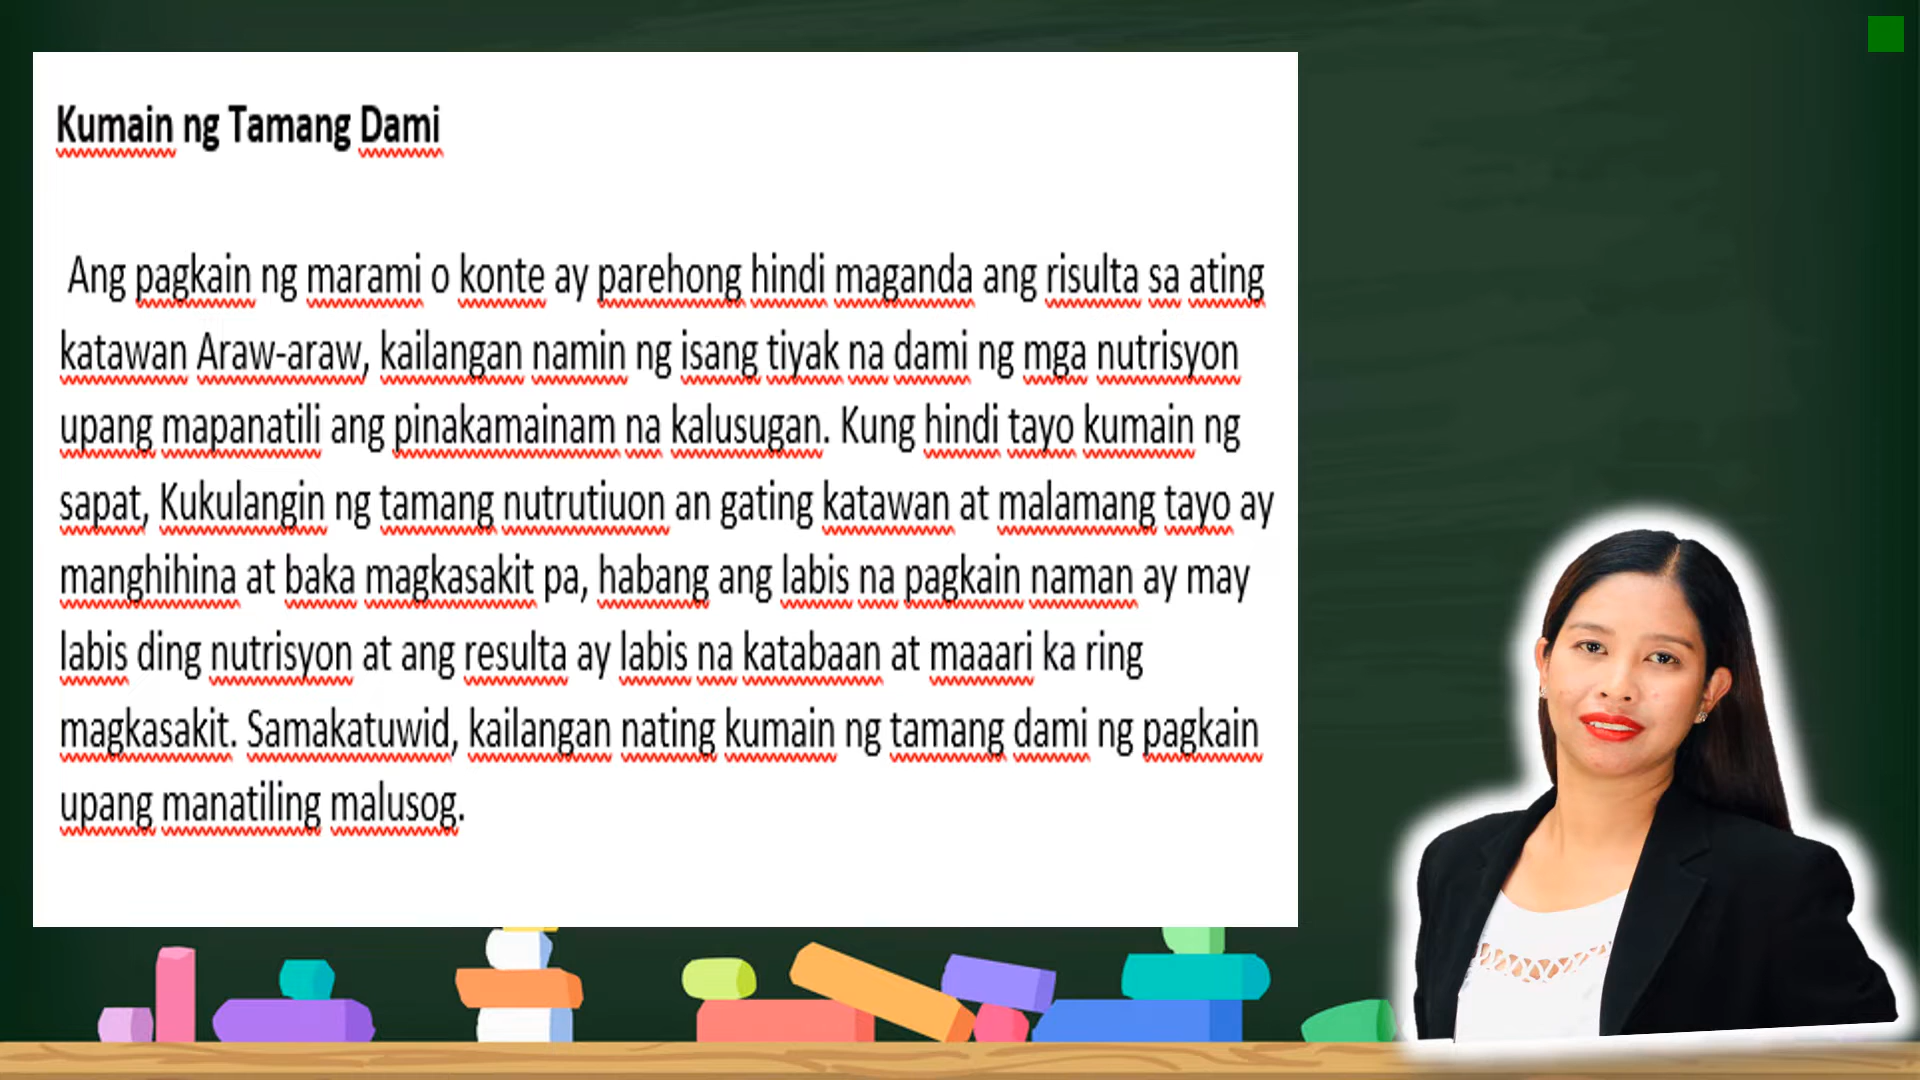 Kumain ng Tamang Dami
Ang pagkain ng marami o konte ay parehong hindi maganda ang risulta sa ating
katawan Araw-araw, kailangan namin ng isang tiyak na dami ng mga nutrisyon
upang mapanatili ang pinakamainam na kalusugan. Kung hindi tayo kumain ng
sapat, Kukulangin ng tamang nutrutiuon an gating katawan at malamang tayo ay
manghihina at baka magkasakit pa, habang ang labis na pagkain naman ay may
labis ding nutrisyon at ang resulta ay labis na katabaan at maaari ka ring
magkasakit. Samakatuwid, kailangan nating kumain ng tamang dami ng pagkain
upang manatiling malusog.